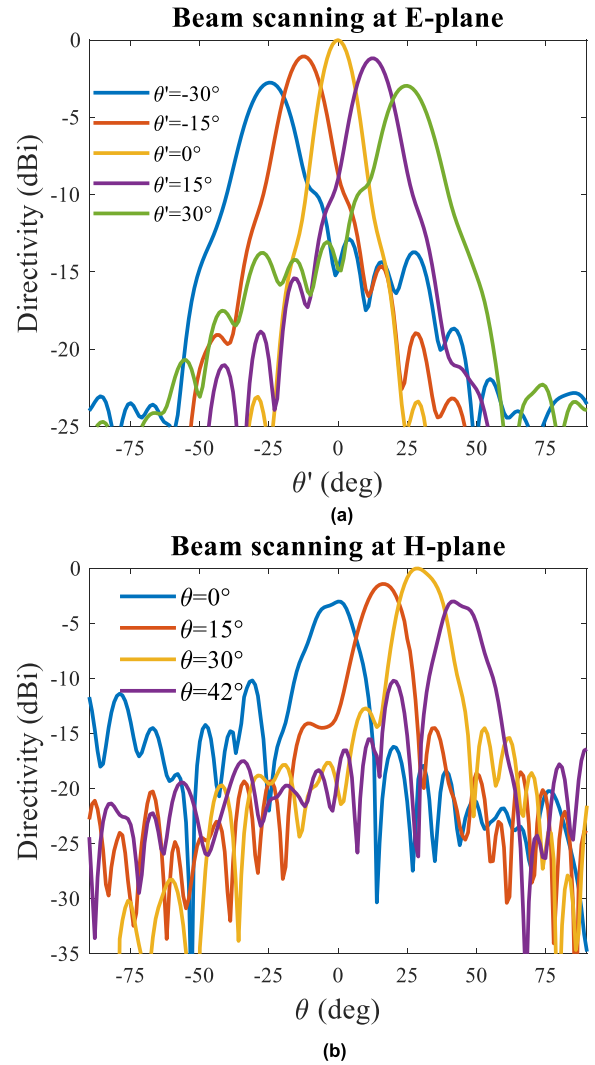 Beam scanning at E-plane
0
-5
-10
-15
-20
-25
Directivity (dBi)
θ'=-30°
θ'=-15°
θ'=0°
θ'=15°
θ'=30°
-75 -50 -25 0 25 50 75
θ' (deg)
(a)
Beam scanning at H-plane
0
-5
-10
-15
-20
-25
-30
-35
Directivity (dBi)
θ=0°
θ=15°
θ=30°
θ=42°
-75 -50 -25 0 25 50 75
θ (deg)
(b)